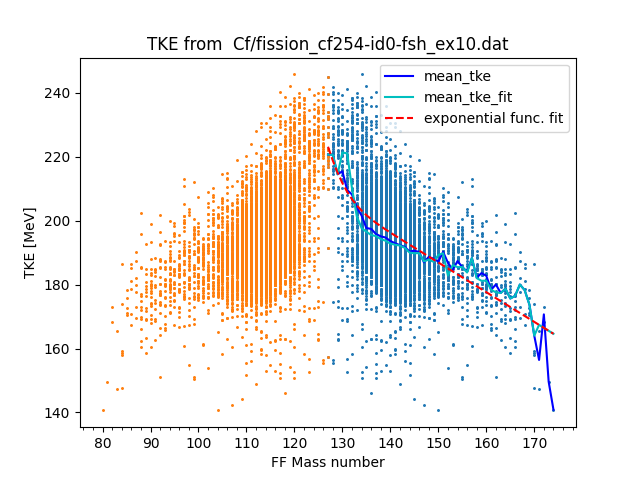 TKE from  Cf/fission_cf254-id0-fsh_ex10.dat
mean_tke
mean_tke_fit
exponential func. fit
TKE [MeV]
240
220
200
180
160
140
80 90 100 110 120 130 140 150 160 170
FF Mass number